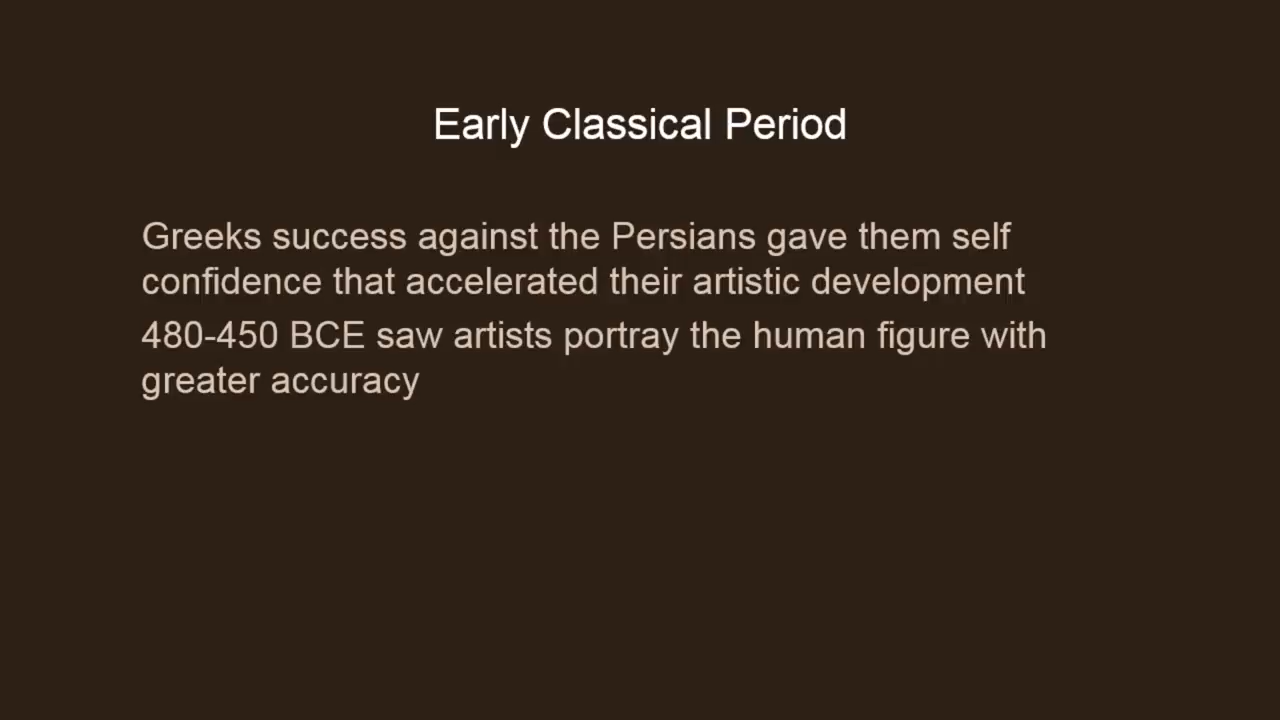 Early Classical Period
Greeks success against the Persians gave them self
confidence that accelerated their artistic development
480-450 BCE saw artists portray the human figure with
greater accuracy